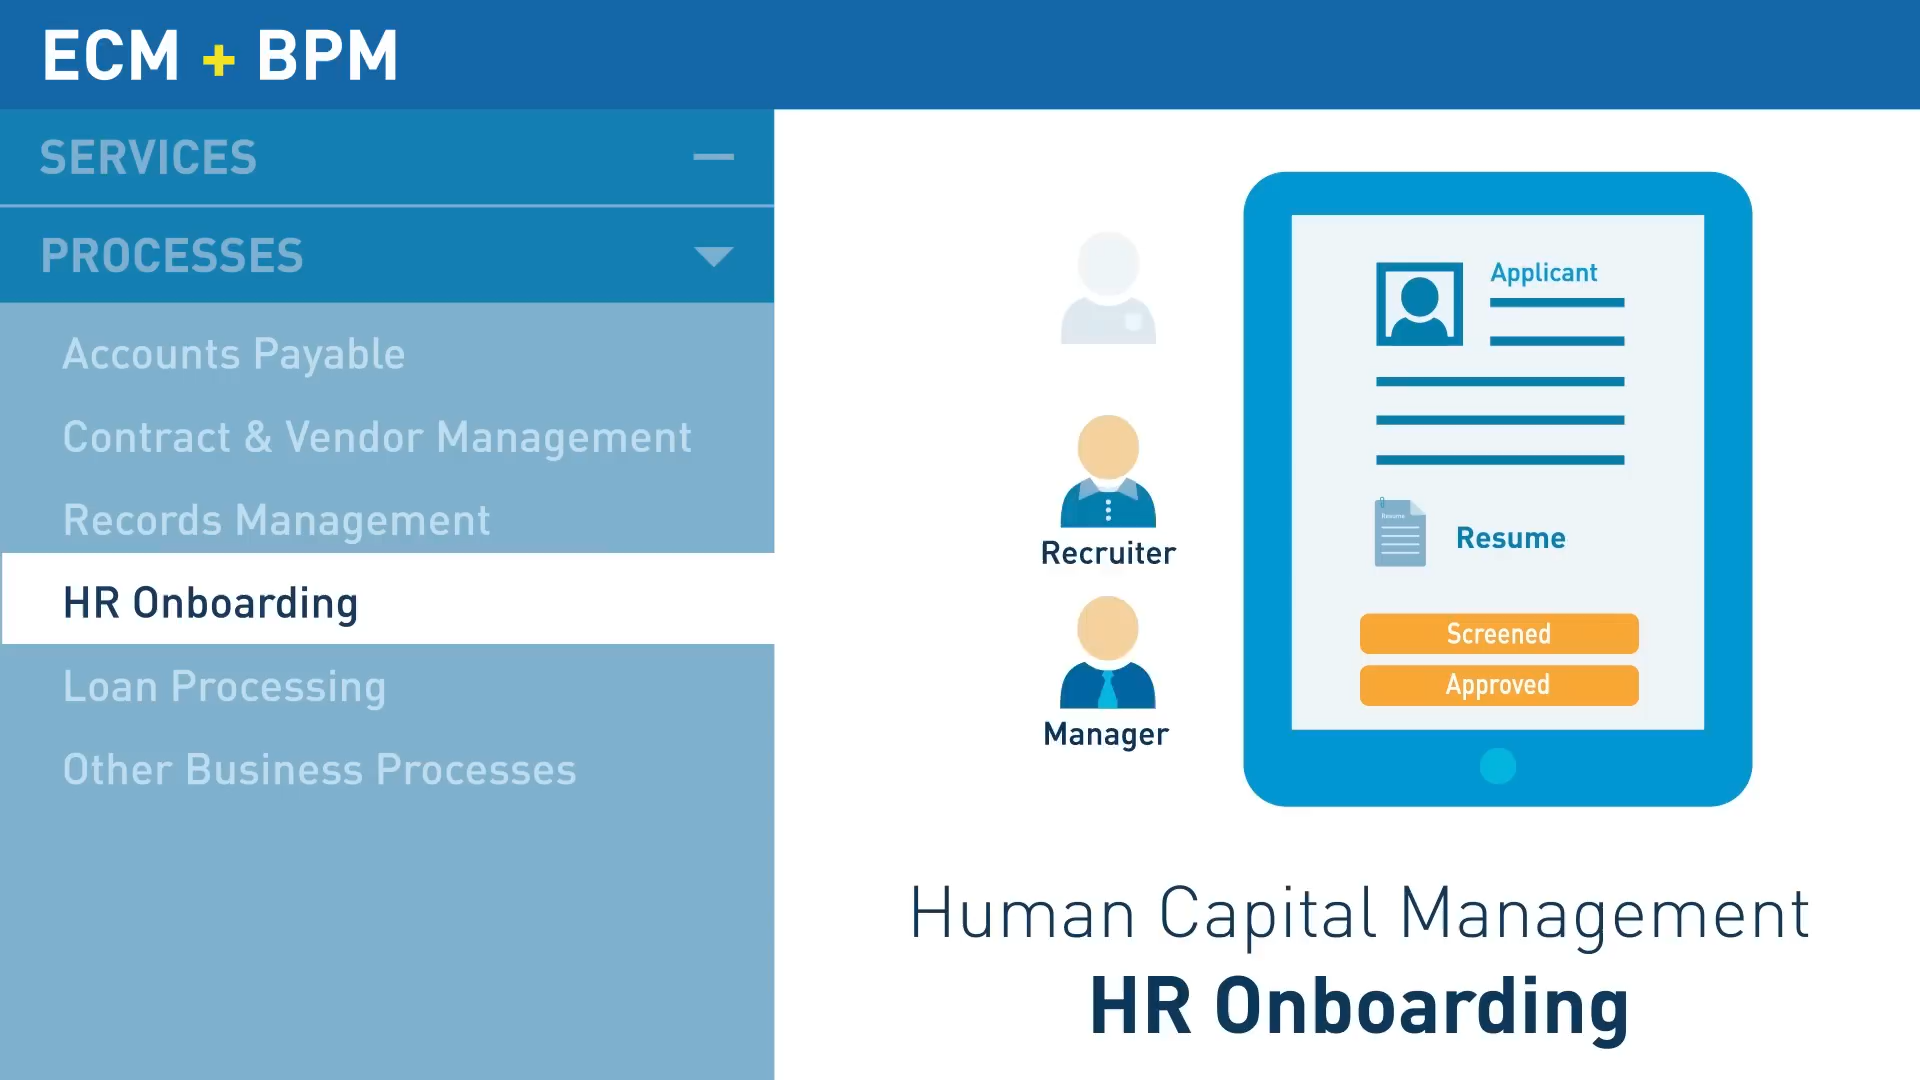 ECM + BPM
SERVICES
PROCESSES
Accounts Payable
Contract & Vendor Management
Records Management
HR Onboarding
Loan Processing
Other Business Processes
Recruiter
Manager
Applicant
Resume
Resume
Screened
Approved
Human Capital Management
HR Onboarding